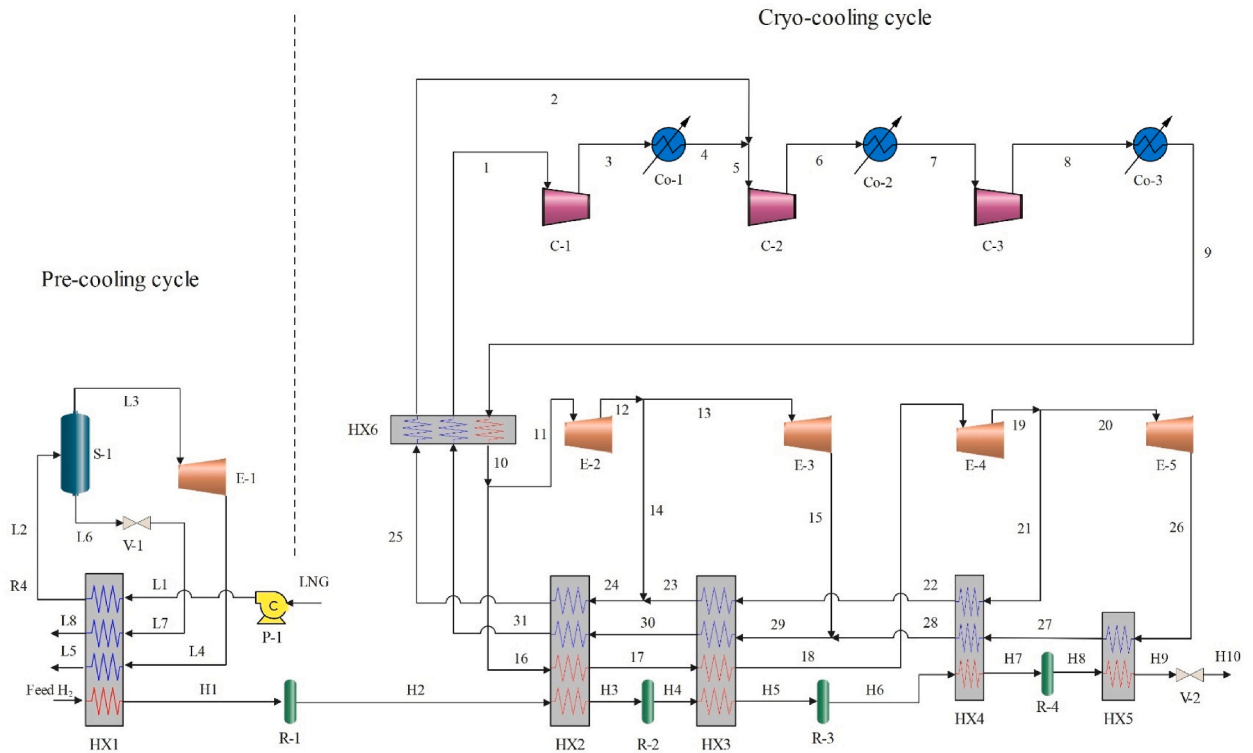 Cryo-cooling cycle
2
1
3
4
5
6
7
8
Co-1
Co-2
Co-3
C-1
C-2
C-3
9
Pre-cooling cycle
L3
S-1
E-1
L2
L6
V-1
R4
L1
LNG
P-1
L8
L7
L5
L4
Feed H₂
H1
H2
HX1
R-1
HX6
10
11
12
13
19
20
E-2
E-3
E-4
E-5
25
14
15
21
26
24
23
22
31
30
29
28
27
16
17
18
H3
H4
H5
H6
H7
H8
H9
H10
HX2
R-2
HX3
R-3
HX4
R-4
HX5
V-2